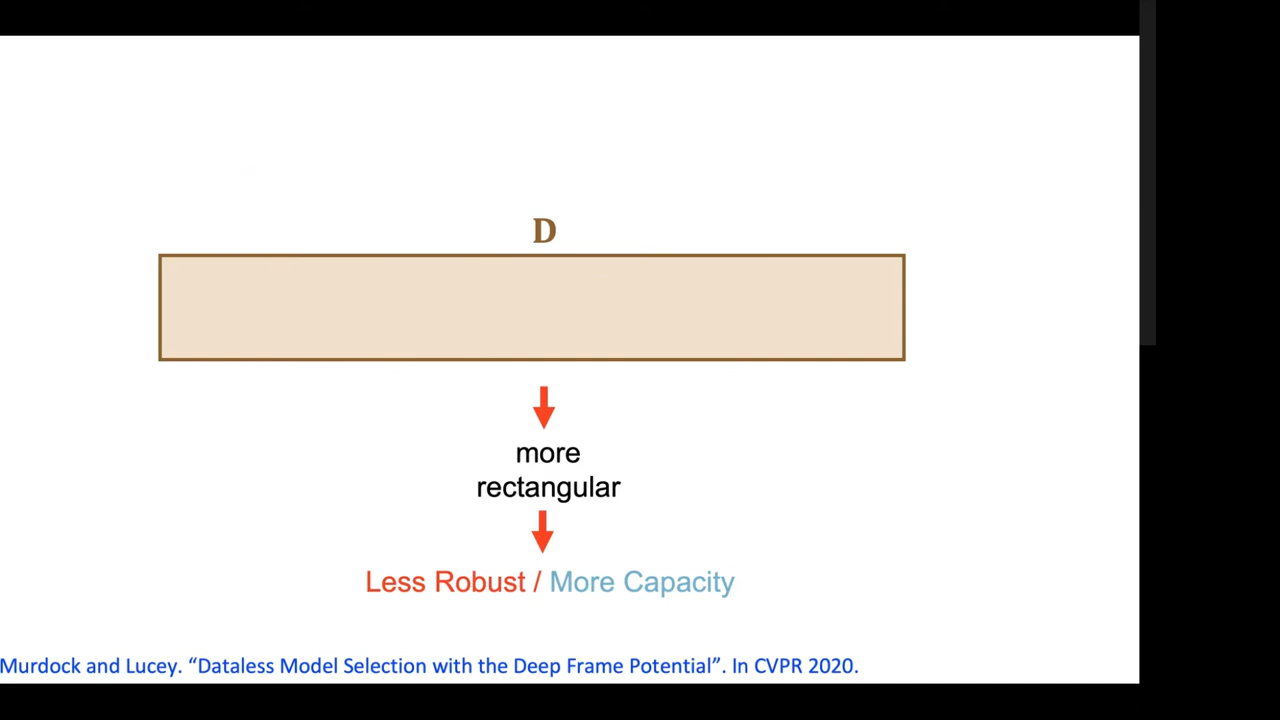 D
more
rectangular
Less Robust / More Capacity
Murdock and Lucey. “Dataless Model Selection with the Deep Frame Potential”. In CVPR 2020.